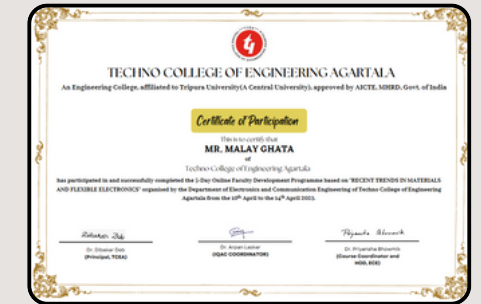 TECHNO COLLEGE OF ENGINEERING AGARTALA
An Engineering College, affiliated to Tripura University(A Central University), approved by AICTE, MHRD, Govt. of India
Certificate of Participation
This is to certify that
MR. MALAY GHATA
of
Techno College of Engineering Agartala
has participated in and successfully completed the 5-Day Online Faculty Development Programme based on "RECENT TRENDS IN MATERIALS
AND FLEXIBLE ELECTRONICS" organised by the Department of Electronics and Communication Engineering of Techno College of Engineering
Agartala from the 10th April to the 14th April 2023.
Dr. Dibakar Deb
(Principal, TCEA)
Dr. Arpan Laskar
(IQAC COORDINATOR)
Priyansha Bhowmik
Dr. Priyansha Bhowmik
(Course Coordinator and
HOD, ECE)